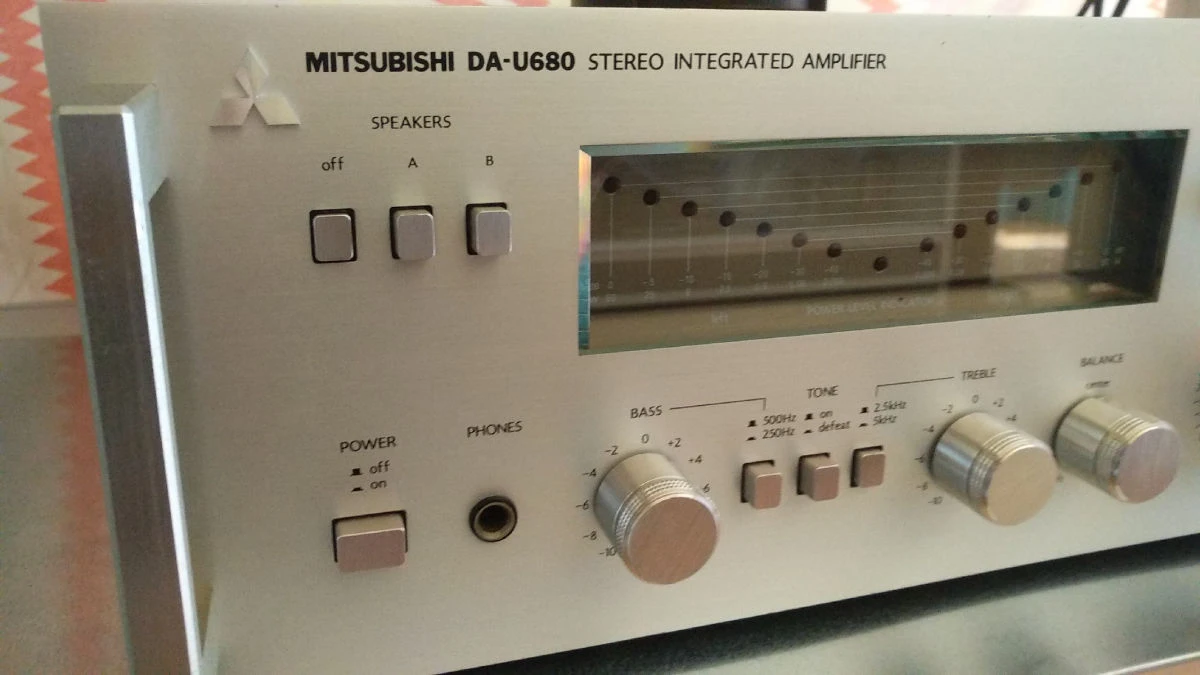 MITSUBISHI DA-U680 STEREO INTEGRATED AMPLIFIER
SPEAKERS
off A B
POWER LEVEL INDICATOR
BALANCE
center
TREBLE
-2 0 +2
-4 +4
-10
TONE
500Hz on 2.5kHz
250Hz defeat 5kHz
BASS
-2 0 +2
-4 +4
-6 6
-8
-10
PHONES
POWER
off
on